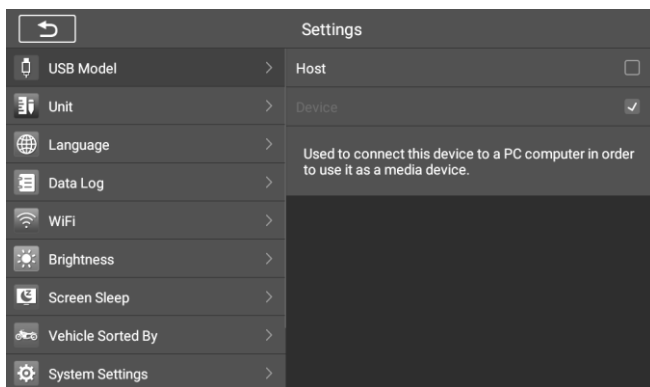 Settings
USB Model
Unit
Language
Data Log
WiFi
Brightness
Screen Sleep
Vehicle Sorted By
System Settings
Host
Device
Used to connect this device to a PC computer in order
to use it as a media device.